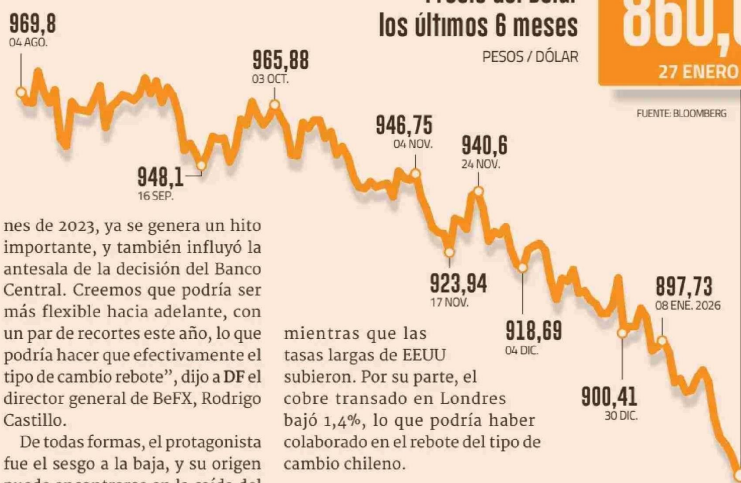 los últimos 6 meses
PESOS / DÓLAR
860,
27 ENERO
FUENTE: BLOOMBERG
969,8
04 AGO.
965,88
03 OCT.
948,1
16 SEP.
946,75
04 NOV.
940,6
24 NOV.
923,94
17 NOV.
918,69
04 DIC.
900,41
30 DIC.
897,73
08 ENE. 2026
nes de 2023, ya se genera un hito
importante, y también influyó la
antesala de la decisión del Banco
Central. Creemos que podría ser
más flexible hacia adelante, con
un par de recortes este año, lo que
podría hacer que efectivamente el
tipo de cambio rebote”, dijo a DF el
director general de BeFX, Rodrigo
Castillo.
De todas formas, el protagonista
fue el sesgo a la baja, y su origen
mientras que las
tasas largas de EEUU
subieron. Por su parte, el
cobre transado en Londres
bajó 1,4%, lo que podría haber
colaborado en el rebote del tipo de
cambio chileno.